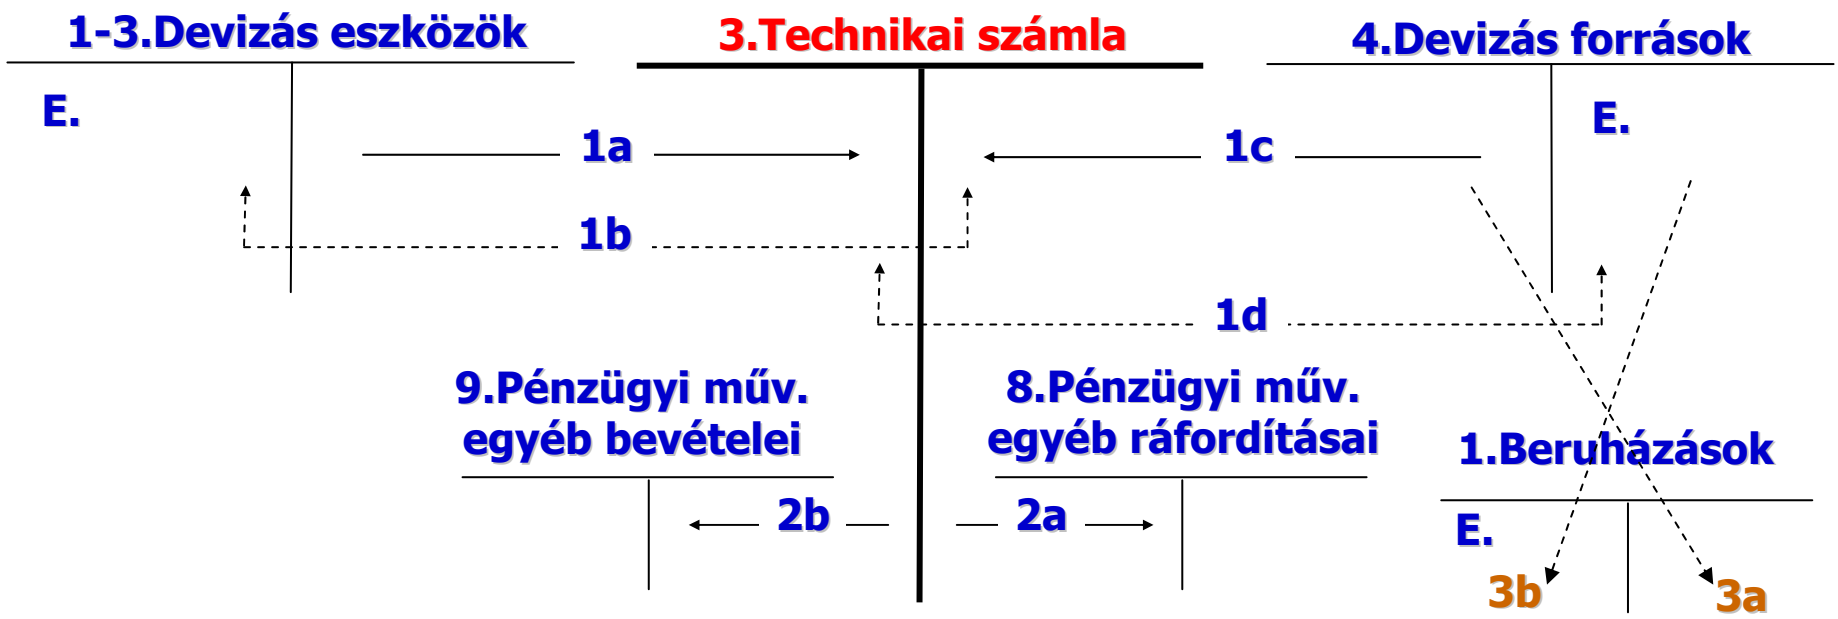 1-3.Devizás eszközök
3.Technikai számla
4.Devizás források
E.
E.
1a
1c
1b
1d
9.Pénzügyi műv.
egyéb bevételei
8.Pénzügyi műv.
egyéb ráfordításai
1.Beruházások
2b
2a
E.
3b
3a